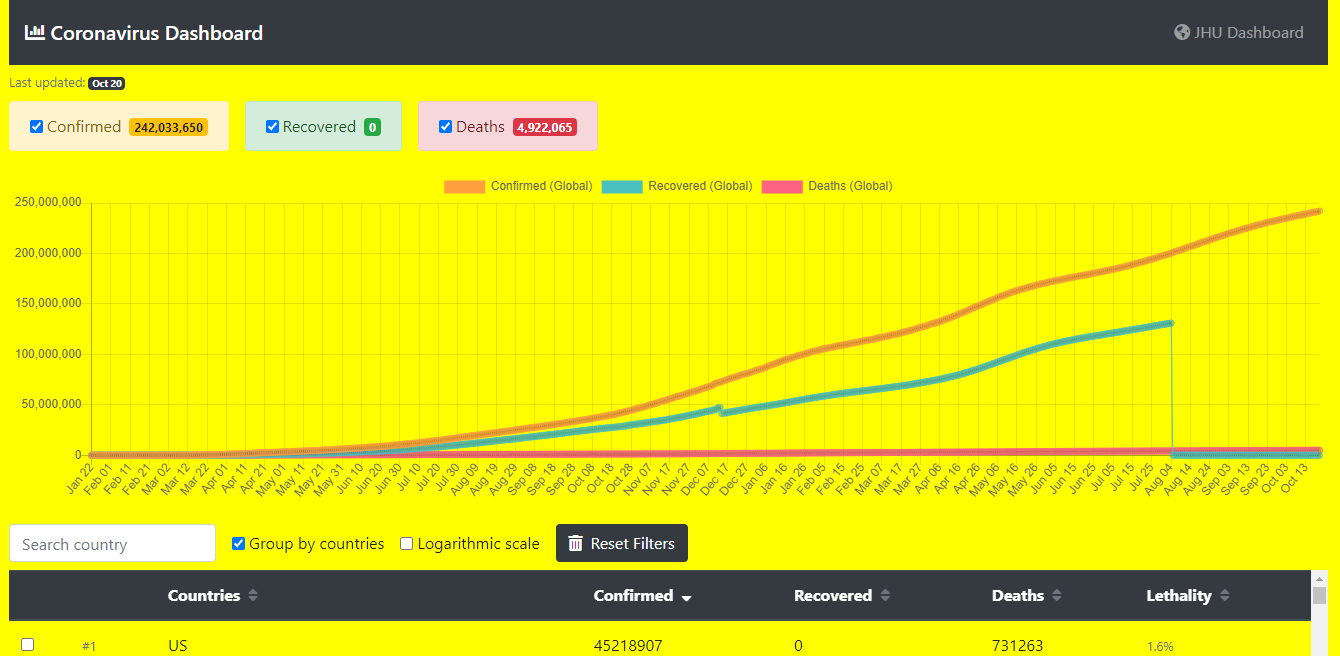 Coronavirus Dashboard JHU Dashboard
Last updated: Oct 20
Confirmed 242,033,650 Recovered 0 Deaths 4,922,065
Confirmed (Global) Recovered (Global) Deaths (Global)
250,000,000
200,000,000
150,000,000
100,000,000
50,000,000
0
Jan 22 Feb 01 Feb 11 Feb 21 Mar 02 Mar 12 Mar 22 Apr 01 Apr 11 Apr 21 May 01 May 11 May 21 May 31 Jun 10 Jun 20 Jun 30 Jul 10 Jul 20 Jul 30 Aug 09 Aug 19 Aug 29 Sep 08 Sep 18 Sep 28 Oct 08 Oct 18 Oct 28 Nov 07 Nov 17 Nov 27 Dec 07 Dec 17 Dec 27 Jan 06 Jan 16 Jan 26 Feb 05 Feb 15 Feb 25 Mar 07 Mar 17 Mar 27 Apr 06 Apr 16 Apr 26 May 06 May 16 May 26 Jun 05 Jun 15 Jun 25 Jul 05 Jul 15 Jul 25 Aug 04 Aug 14 Aug 24 Sep 03 Sep 13 Sep 23 Oct 03 Oct 13
Search country Group by countries Logarithmic scale Reset Filters
Countries Confirmed Recovered Deaths Lethality
#1 US 45218907 0 731263 1.6%